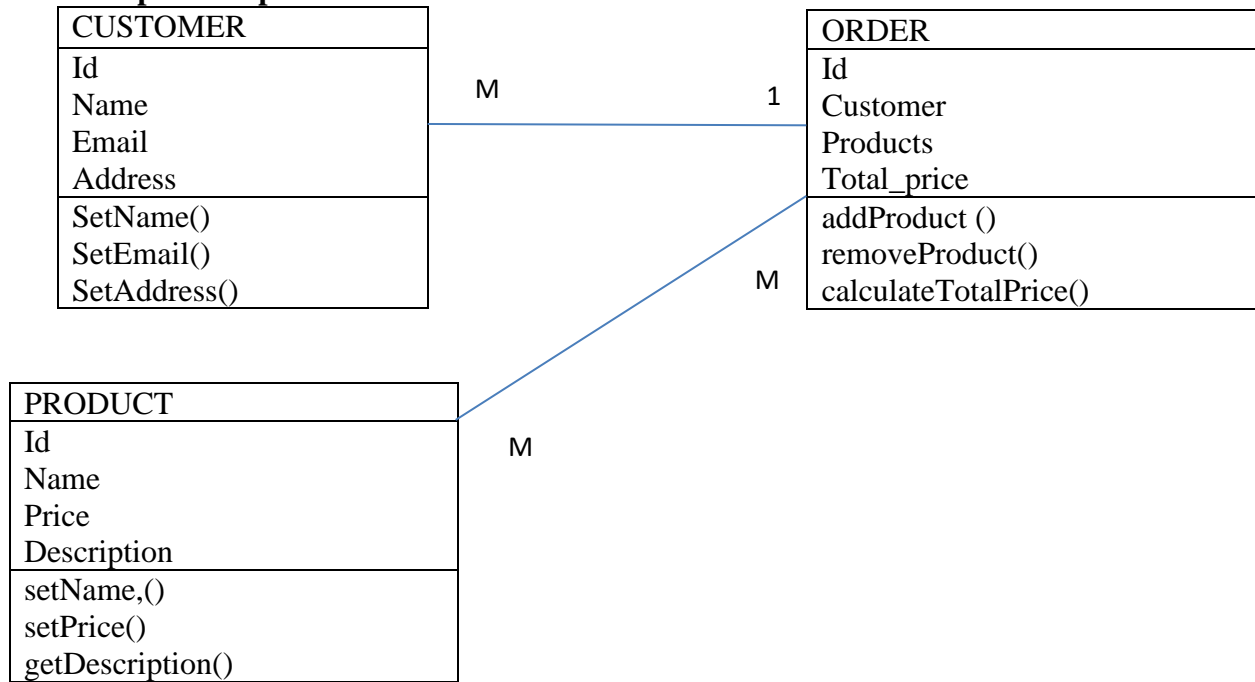 CUSTOMER
Id
Name
Email
Address
SetName()
SetEmail()
SetAddress()
M
1
ORDER
Id
Customer
Products
Total_price
addProduct ()
removeProduct()
calculateTotalPrice()
M
M
PRODUCT
Id
Name
Price
Description
setName,()
setPrice()
getDescription()